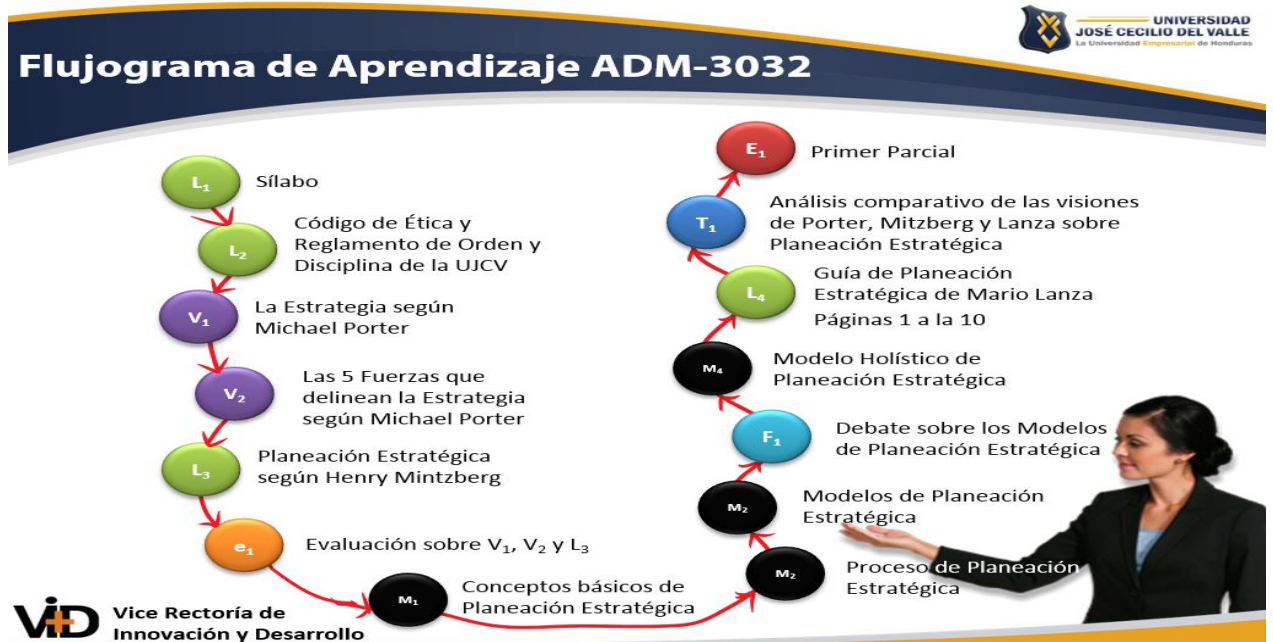 UNIVERSIDAD
JOSÉ CECILIO DEL VALLE
La Universidad Empresarial de Honduras
Flujograma de Aprendizaje ADM-3032
L₁
Sílabo
L₂
Código de Ética y
Reglamento de Orden y
Disciplina de la UJCV
V₁
La Estrategia según
Michael Porter
V₂
Las 5 Fuerzas que
delinean la Estrategia
según Michael Porter
L₃
Planeación Estratégica
según Henry Mintzberg
e₁
Evaluación sobre V₁, V₂ y L₃
M₁
Conceptos básicos de
Planeación Estratégica
M₂
Proceso de Planeación
Estratégica
M₂
Modelos de Planeación
Estratégica
F₁
Debate sobre los Modelos
de Planeación Estratégica
M₄
Modelo Holístico de
Planeación Estratégica
L₄
Guía de Planeación
Estratégica de Mario Lanza
Páginas 1 a la 10
T₁
Análisis comparativo de las visiones
de Porter, Mitzberg y Lanza sobre
Planeación Estratégica
E₁
Primer Parcial
ViD
Vice Rectoría de
Innovación y Desarrollo